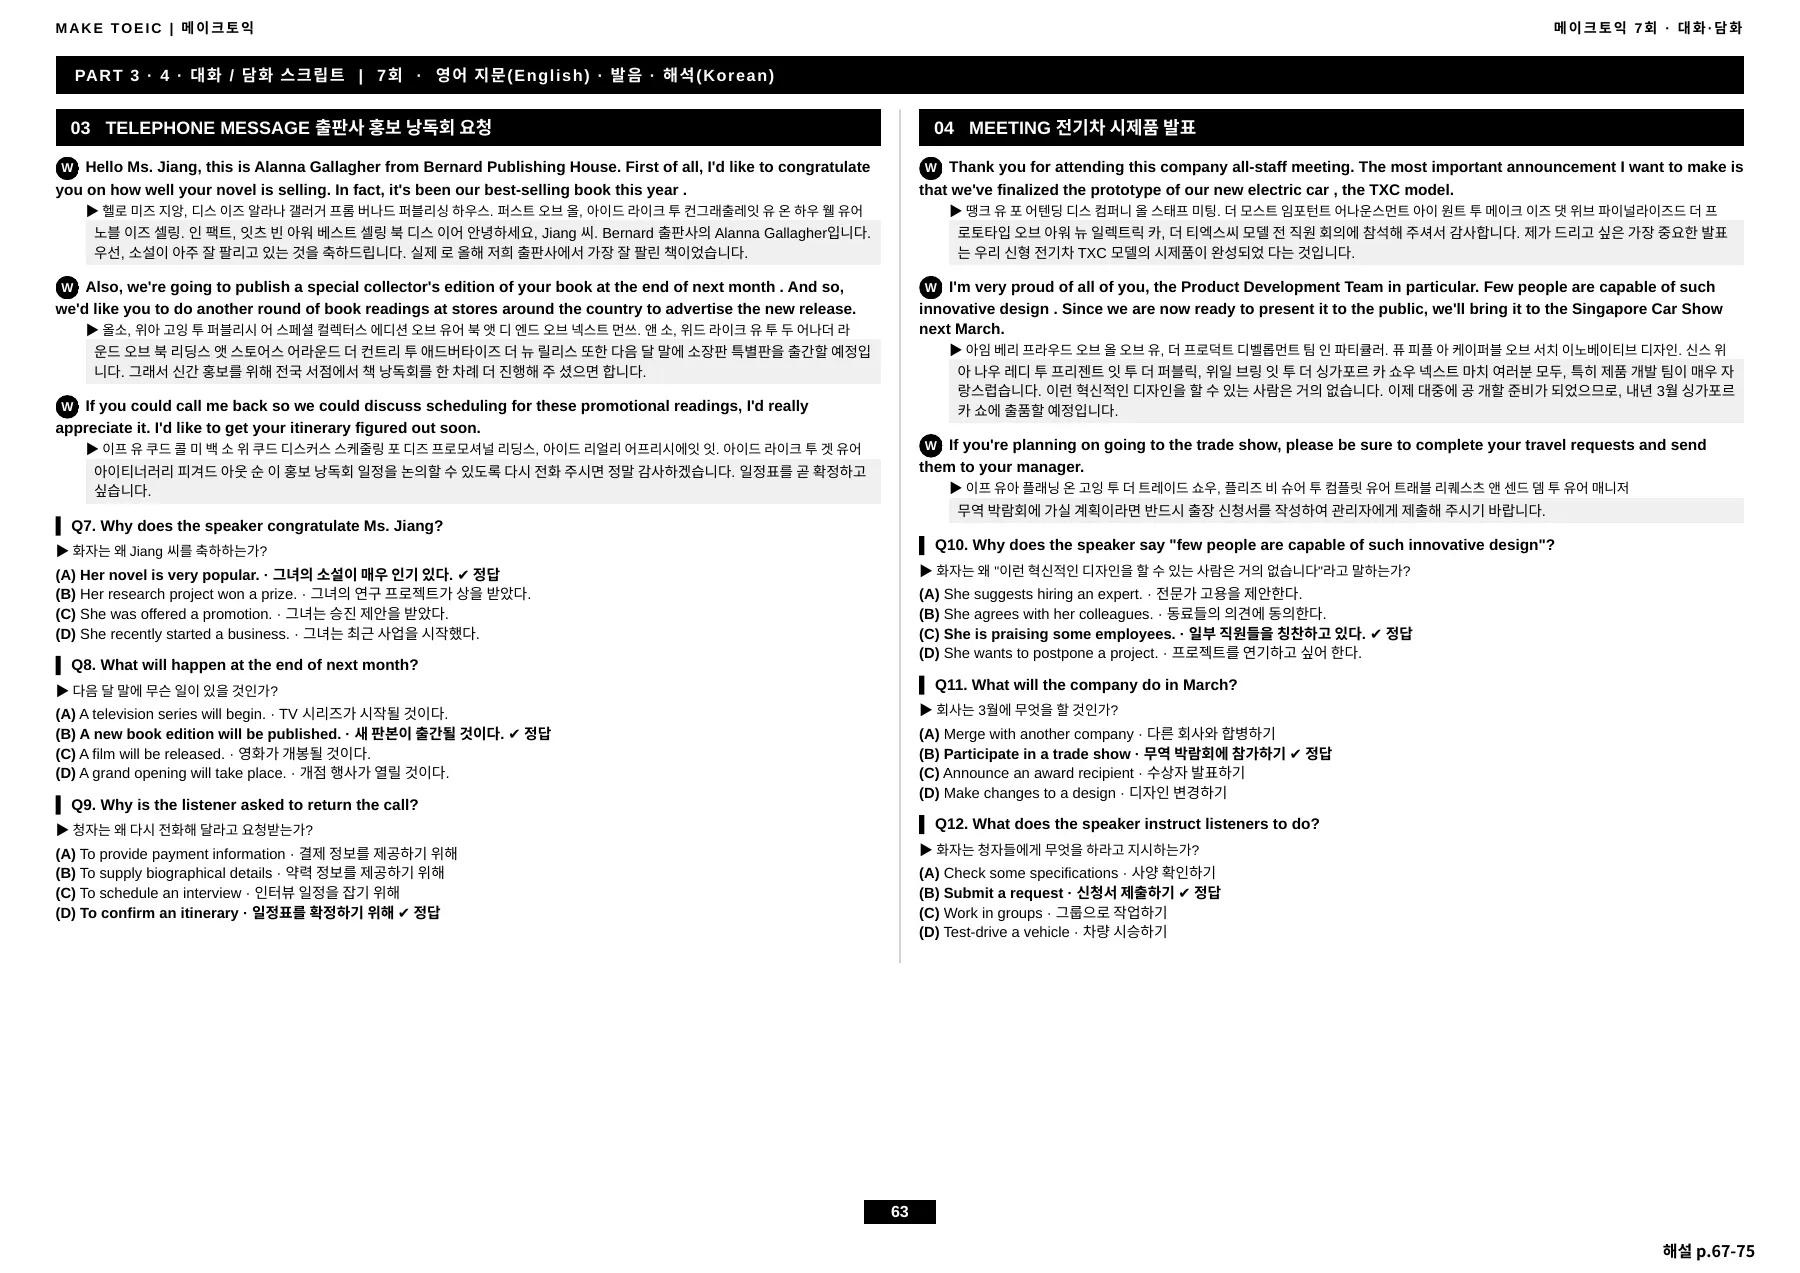 MAKE TOEIC | 메이크토익
메이크토익 7회 · 대화·담화
PART 3 · 4 · 대화 / 담화 스크립트 | 7회 · 영어 지문(English) · 발음 · 해석(Korean)
03 TELEPHONE MESSAGE 출판사 홍보 낭독회 요청
W Hello Ms. Jiang, this is Alanna Gallagher from Bernard Publishing House. First of all, I'd like to congratulate
you on how well your novel is selling. In fact, it's been our best-selling book this year .
▶ 헬로 미즈 지앙, 디스 이즈 알라나 갤러거 프롬 버나드 퍼블리싱 하우스. 퍼스트 오브 올, 아이드 라이크 투 컨그래출레잇 유 온 하우 웰 유어
노블 이즈 셀링. 인 팩트, 잇츠 빈 아워 베스트 셀링 북 디스 이어 안녕하세요, Jiang 씨. Bernard 출판사의 Alanna Gallagher입니다.
우선, 소설이 아주 잘 팔리고 있는 것을 축하드립니다. 실제 로 올해 저희 출판사에서 가장 잘 팔린 책이었습니다.
W Also, we're going to publish a special collector's edition of your book at the end of next month . And so,
we'd like you to do another round of book readings at stores around the country to advertise the new release.
▶ 올소, 위아 고잉 투 퍼블리시 어 스페셜 컬렉터스 에디션 오브 유어 북 앳 디 엔드 오브 넥스트 먼쓰. 앤 소, 위드 라이크 유 투 두 어나더 라
운드 오브 북 리딩스 앳 스토어스 어라운드 더 컨트리 투 애드버타이즈 더 뉴 릴리스 또한 다음 달 말에 소장판 특별판을 출간할 예정입
니다. 그래서 신간 홍보를 위해 전국 서점에서 책 낭독회를 한 차례 더 진행해 주 셨으면 합니다.
W If you could call me back so we could discuss scheduling for these promotional readings, I'd really
appreciate it. I'd like to get your itinerary figured out soon.
▶ 이프 유 쿠드 콜 미 백 소 위 쿠드 디스커스 스케줄링 포 디즈 프로모셔널 리딩스, 아이드 리얼리 어프리시에잇 잇. 아이드 라이크 투 겟 유어
아이티너러리 피겨드 아웃 순 이 홍보 낭독회 일정을 논의할 수 있도록 다시 전화 주시면 정말 감사하겠습니다. 일정표를 곧 확정하고
싶습니다.
Q7. Why does the speaker congratulate Ms. Jiang?
▶ 화자는 왜 Jiang 씨를 축하하는가?
(A) Her novel is very popular. · 그녀의 소설이 매우 인기 있다. ✔ 정답
(B) Her research project won a prize. · 그녀의 연구 프로젝트가 상을 받았다.
(C) She was offered a promotion. · 그녀는 승진 제안을 받았다.
(D) She recently started a business. · 그녀는 최근 사업을 시작했다.
Q8. What will happen at the end of next month?
▶ 다음 달 말에 무슨 일이 있을 것인가?
(A) A television series will begin. · TV 시리즈가 시작될 것이다.
(B) A new book edition will be published. · 새 판본이 출간될 것이다. ✔ 정답
(C) A film will be released. · 영화가 개봉될 것이다.
(D) A grand opening will take place. · 개점 행사가 열릴 것이다.
Q9. Why is the listener asked to return the call?
▶ 청자는 왜 다시 전화해 달라고 요청받는가?
(A) To provide payment information · 결제 정보를 제공하기 위해
(B) To supply biographical details · 약력 정보를 제공하기 위해
(C) To schedule an interview · 인터뷰 일정을 잡기 위해
(D) To confirm an itinerary · 일정표를 확정하기 위해 ✔ 정답
04 MEETING 전기차 시제품 발표
W Thank you for attending this company all-staff meeting. The most important announcement I want to make is
that we've finalized the prototype of our new electric car , the TXC model.
▶ 땡크 유 포 어텐딩 디스 컴퍼니 올 스태프 미팅. 더 모스트 임포턴트 어나운스먼트 아이 원트 투 메이크 이즈 댓 위브 파이널라이즈드 더 프
로토타입 오브 아워 뉴 일렉트릭 카, 더 티엑스씨 모델 전 직원 회의에 참석해 주셔서 감사합니다. 제가 드리고 싶은 가장 중요한 발표
는 우리 신형 전기차 TXC 모델의 시제품이 완성되었 다는 것입니다.
W I'm very proud of all of you, the Product Development Team in particular. Few people are capable of such
innovative design . Since we are now ready to present it to the public, we'll bring it to the Singapore Car Show
next March.
▶ 아임 베리 프라우드 오브 올 오브 유, 더 프로덕트 디벨롭먼트 팀 인 파티큘러. 퓨 피플 아 케이퍼블 오브 서치 이노베이티브 디자인. 신스 위
아 나우 레디 투 프리젠트 잇 투 더 퍼블릭, 위일 브링 잇 투 더 싱가포르 카 쇼우 넥스트 마치 여러분 모두, 특히 제품 개발 팀이 매우 자
랑스럽습니다. 이런 혁신적인 디자인을 할 수 있는 사람은 거의 없습니다. 이제 대중에 공 개할 준비가 되었으므로, 내년 3월 싱가포르
카 쇼에 출품할 예정입니다.
W If you're planning on going to the trade show, please be sure to complete your travel requests and send
them to your manager.
▶ 이프 유아 플래닝 온 고잉 투 더 트레이드 쇼우, 플리즈 비 슈어 투 컴플릿 유어 트래블 리퀘스츠 앤 센드 뎀 투 유어 매니저
무역 박람회에 가실 계획이라면 반드시 출장 신청서를 작성하여 관리자에게 제출해 주시기 바랍니다.
Q10. Why does the speaker say "few people are capable of such innovative design"?
▶ 화자는 왜 "이런 혁신적인 디자인을 할 수 있는 사람은 거의 없습니다"라고 말하는가?
(A) She suggests hiring an expert. · 전문가 고용을 제안한다.
(B) She agrees with her colleagues. · 동료들의 의견에 동의한다.
(C) She is praising some employees. · 일부 직원들을 칭찬하고 있다. ✔ 정답
(D) She wants to postpone a project. · 프로젝트를 연기하고 싶어 한다.
Q11. What will the company do in March?
▶ 회사는 3월에 무엇을 할 것인가?
(A) Merge with another company · 다른 회사와 합병하기
(B) Participate in a trade show · 무역 박람회에 참가하기 ✔ 정답
(C) Announce an award recipient · 수상자 발표하기
(D) Make changes to a design · 디자인 변경하기
Q12. What does the speaker instruct listeners to do?
▶ 화자는 청자들에게 무엇을 하라고 지시하는가?
(A) Check some specifications · 사양 확인하기
(B) Submit a request · 신청서 제출하기 ✔ 정답
(C) Work in groups · 그룹으로 작업하기
(D) Test-drive a vehicle · 차량 시승하기
63
해설 p.67-75